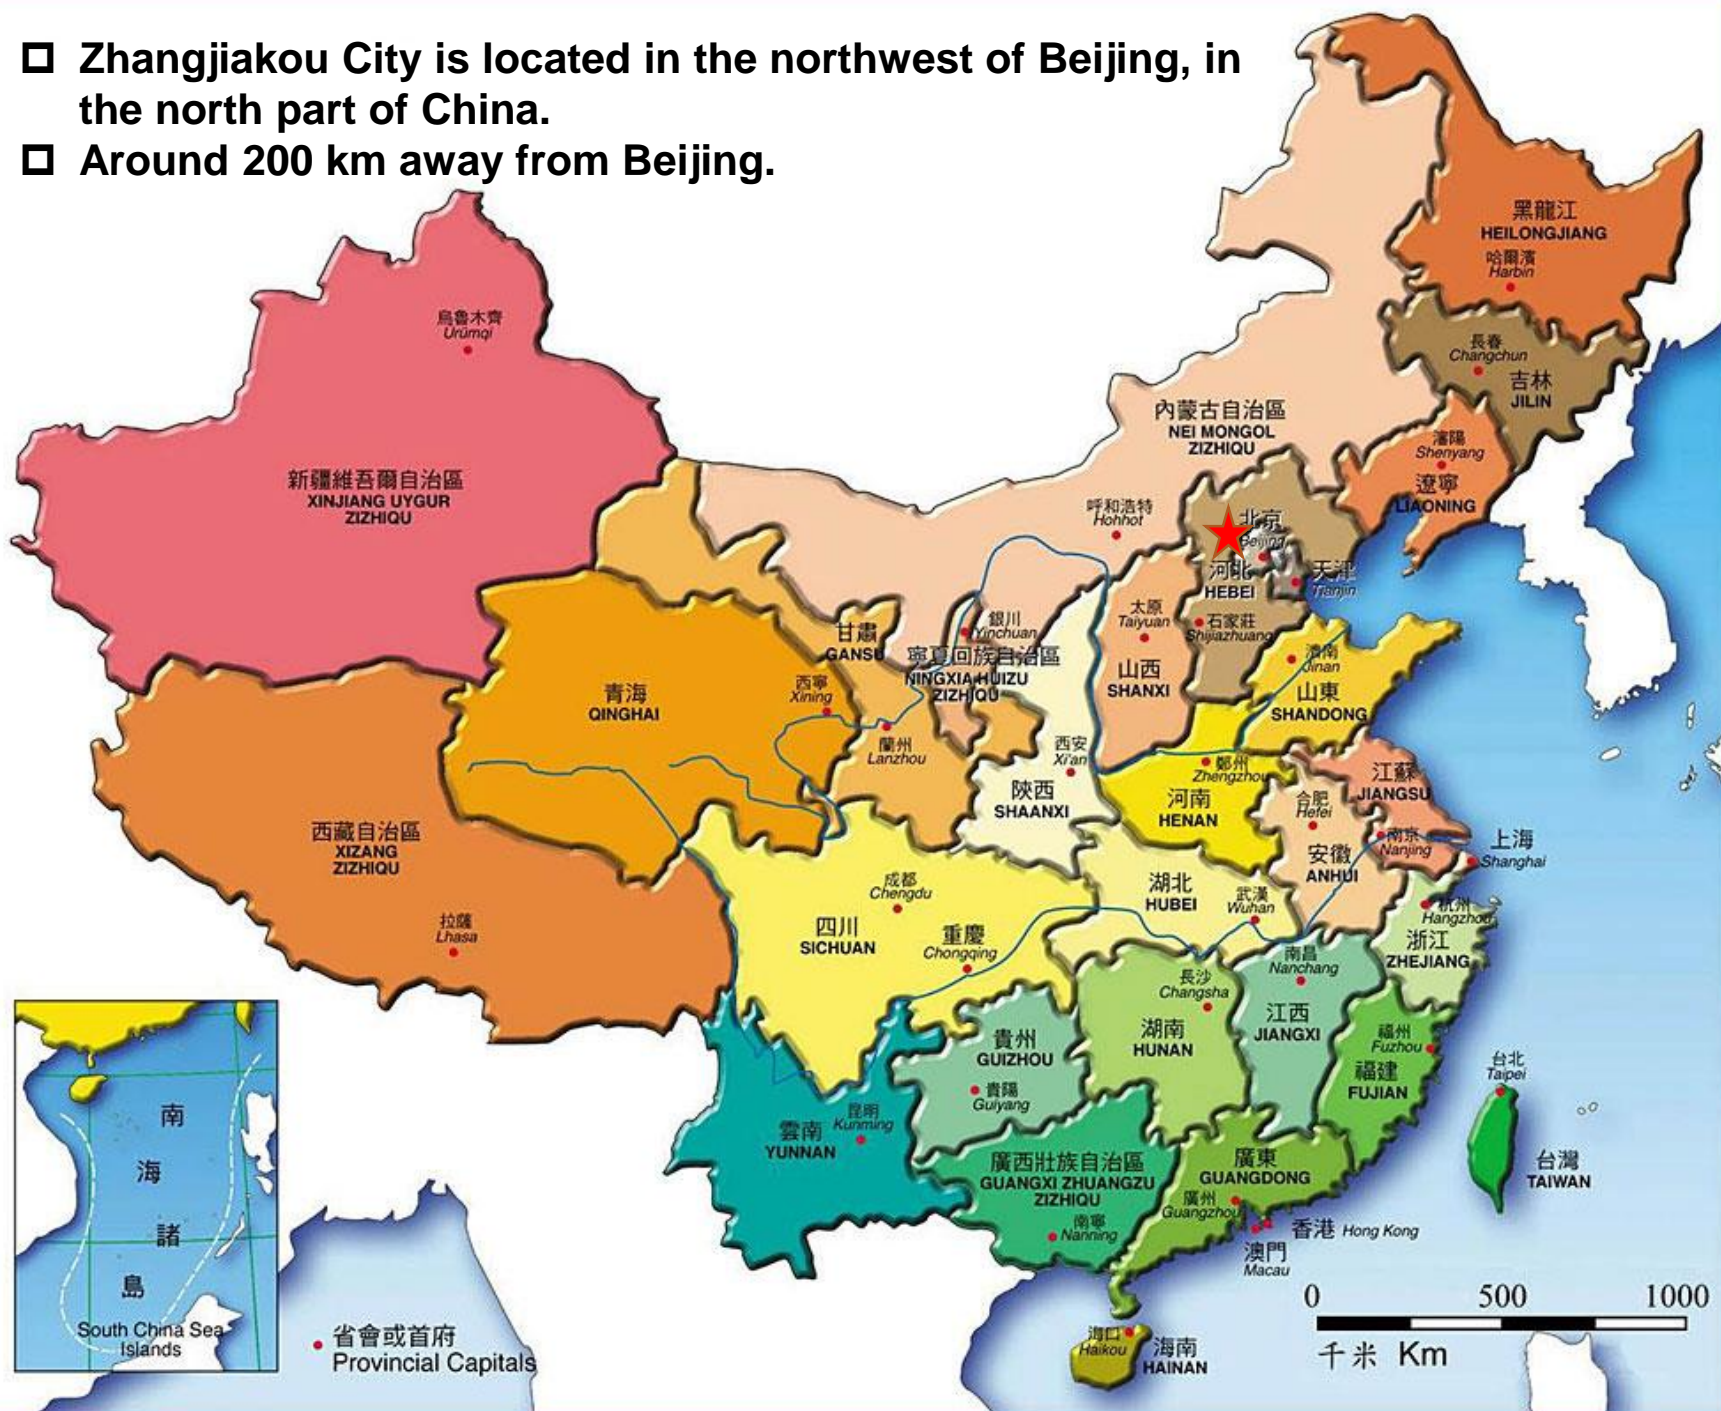 Zhangjiakou City is located in the northwest of Beijing, in
the north part of China.
Around 200 km away from Beijing.
黑龍江
HEILONGJIANG
哈爾濱
Harbin
烏魯木齊
Urümqi
長春
Changchun
吉林
JILIN
內蒙古自治區
NEI MONGOL
ZIZHIQU
瀋陽
Shenyang
遼寧
LIAONING
新疆維吾爾自治區
XINJIANG UYGUR
ZIZHIQU
呼和浩特
Hohhot
北京
Beijing
河北
HEBEI
天津
Tianjin
石家莊
Shijiazhuang
太原
Taiyuan
山西
SHANXI
銀川
Yinchuan
寧夏回族自治區
NINGXIA HUIZU
ZIZHIQU
甘肅
GANSU
濟南
Jinan
山東
SHANDONG
青海
QINGHAI
西寧
Xining
蘭州
Lanzhou
西安
Xi'an
陝西
SHAANXI
鄭州
Zhengzhou
河南
HENAN
江蘇
JIANGSU
合肥
Hefei
安徽
ANHUI
南京
Nanjing
上海
Shanghai
西藏自治區
XIZANG
ZIZHIQU
拉薩
Lhasa
成都
Chengdu
四川
SICHUAN
重慶
Chongqing
湖北
HUBEI
武漢
Wuhan
杭州
Hangzhou
浙江
ZHEJIANG
南昌
Nanchang
江西
JIANGXI
長沙
Changsha
湖南
HUNAN
貴州
GUIZHOU
貴陽
Guiyang
福州
Fuzhou
福建
FUJIAN
台北
Taipei
台灣
TAIWAN
昆明
Kunming
雲南
YUNNAN
廣西壯族自治區
GUANGXI ZHUANGZU
ZIZHIQU
南寧
Nanning
廣東
GUANGDONG
廣州
Guangzhou
香港 Hong Kong
澳門
Macau
海口
Haikou
海南
HAINAN
南
海
諸
島
South China Sea
Islands
省會或首府
Provincial Capitals
0 500 1000
千米 Km